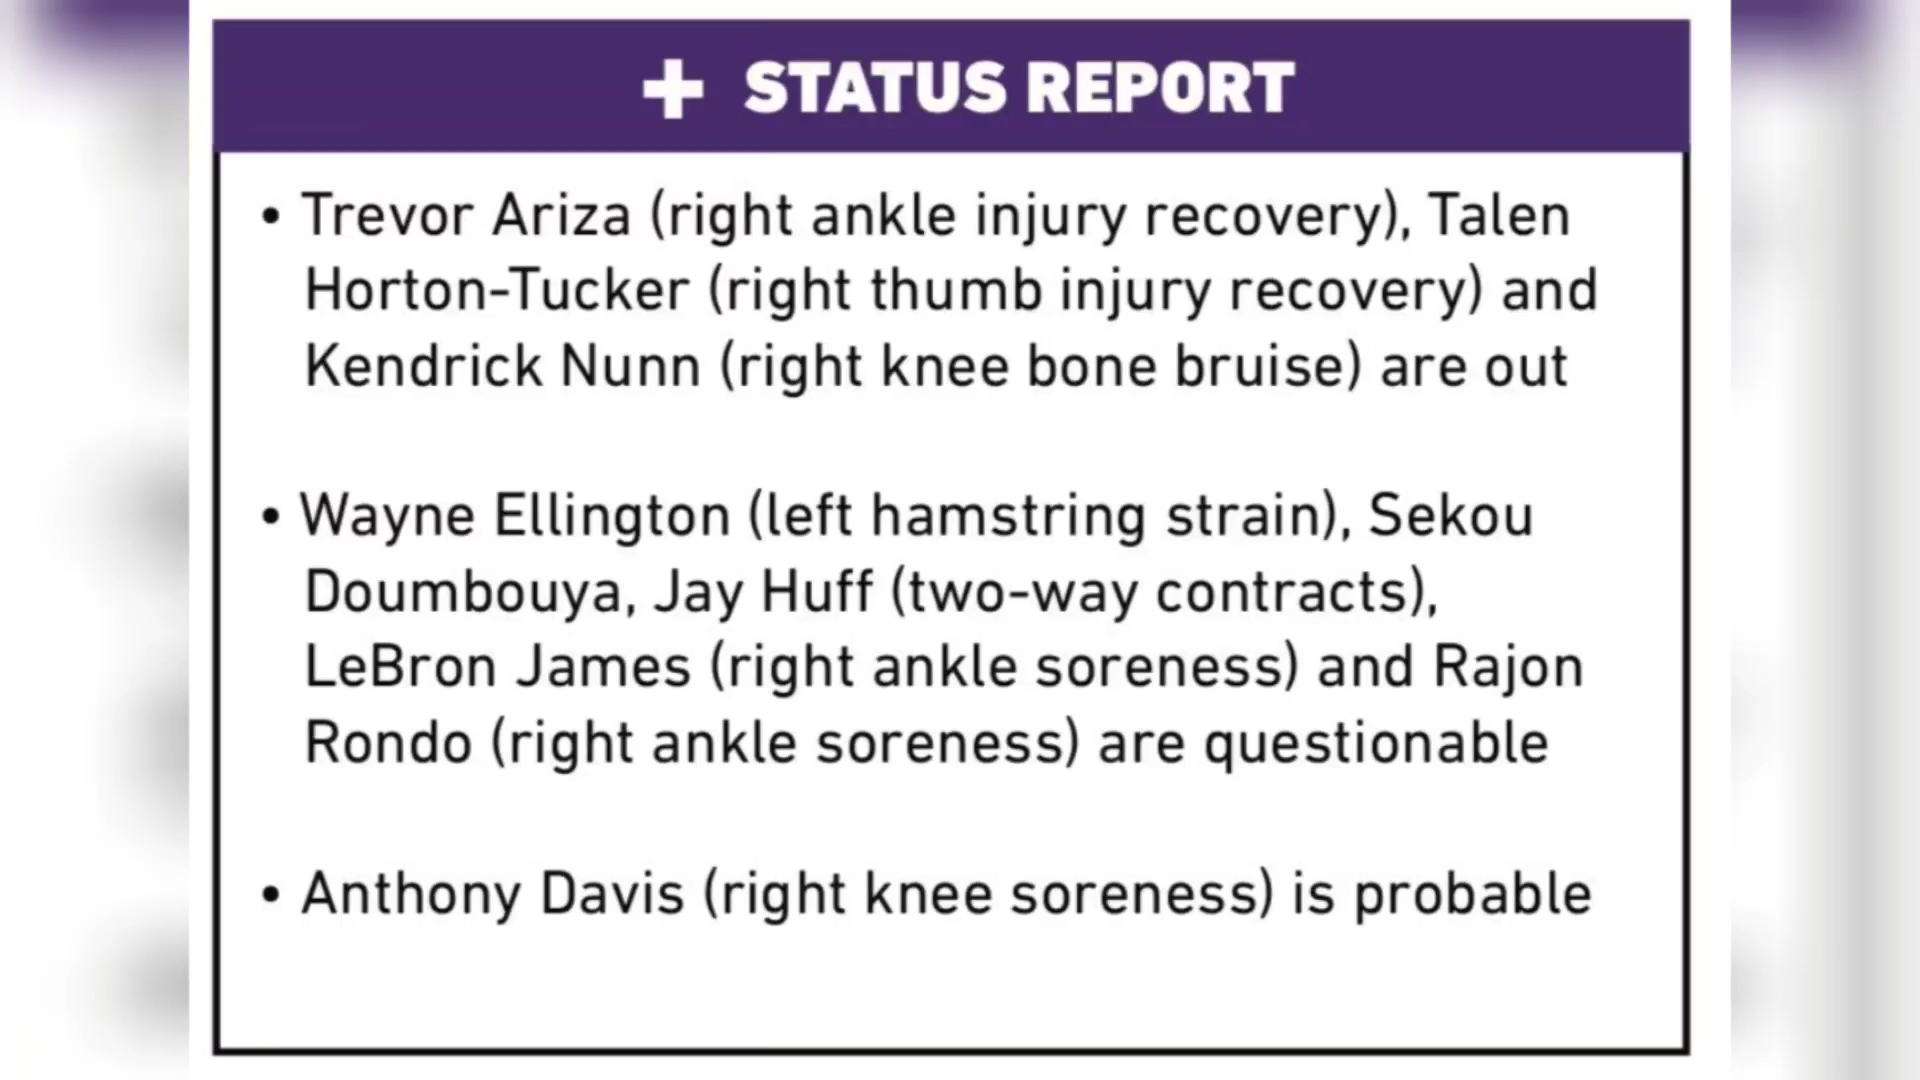 + STATUS REPORT
• Trevor Ariza (right ankle injury recovery), Talen
Horton-Tucker (right thumb injury recovery) and
Kendrick Nunn (right knee bone bruise) are out
• Wayne Ellington (left hamstring strain), Sekou
Doumbouya, Jay Huff (two-way contracts),
LeBron James (right ankle soreness) and Rajon
Rondo (right ankle soreness) are questionable
• Anthony Davis (right knee soreness) is probable